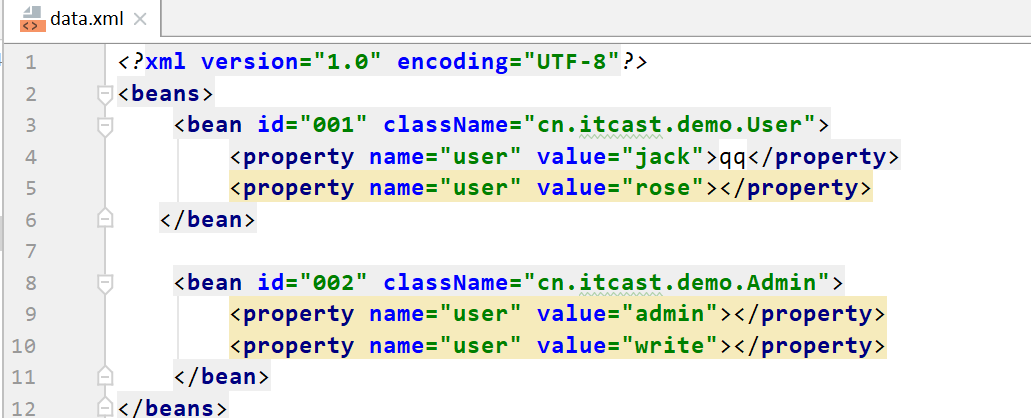 data.xml
1 <?xml version="1.0" encoding="UTF-8"?>
2 <beans>
3     <bean id="001" className="cn.itcast.demo.User">
4         <property name="user" value="jack">qq</property>
5         <property name="user" value="rose"></property>
6    </bean>
7
8     <bean id="002" className="cn.itcast.demo.Admin">
9         <property name="user" value="admin"></property>
10         <property name="user" value="write"></property>
11     </bean>
12 </beans>